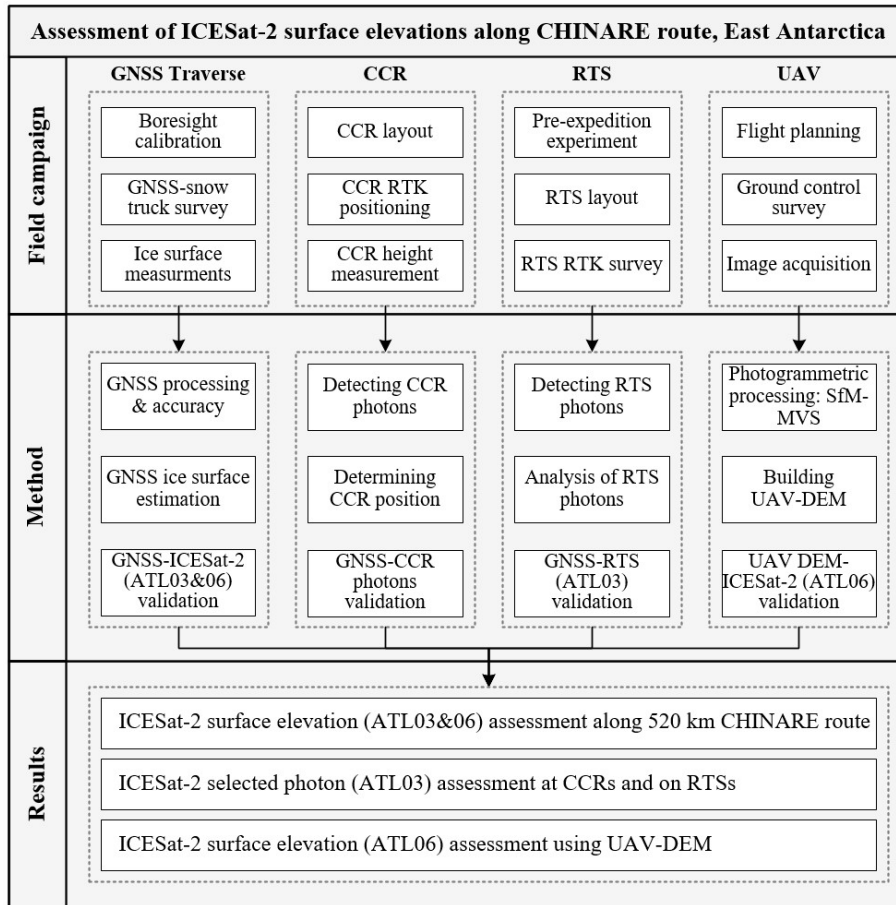 Assessment of ICESat-2 surface elevations along CHINARE route, East Antarctica
GNSS Traverse
CCR
RTS
UAV
Field campaign
Boresight
calibration
GNSS-snow
truck survey
Ice surface
measurments
CCR layout
CCR RTK
positioning
CCR height
measurement
Pre-expedition
experiment
RTS layout
RTS RTK survey
Flight planning
Ground control
survey
Image acquisition
Method
GNSS processing
& accuracy
GNSS ice surface
estimation
GNSS-ICESat-2
(ATL03&06)
validation
Detecting CCR
photons
Determining
CCR position
GNSS-CCR
photons
validation
Detecting RTS
photons
Analysis of RTS
photons
GNSS-RTS
(ATL03)
validation
Photogrammetric
processing: SfM-
MVS
Building
UAV-DEM
UAV DEM-
ICESat-2 (ATL06)
validation
Results
ICESat-2 surface elevation (ATL03&06) assessment along 520 km CHINARE route
ICESat-2 selected photon (ATL03) assessment at CCRs and on RTSs
ICESat-2 surface elevation (ATL06) assessment using UAV-DEM